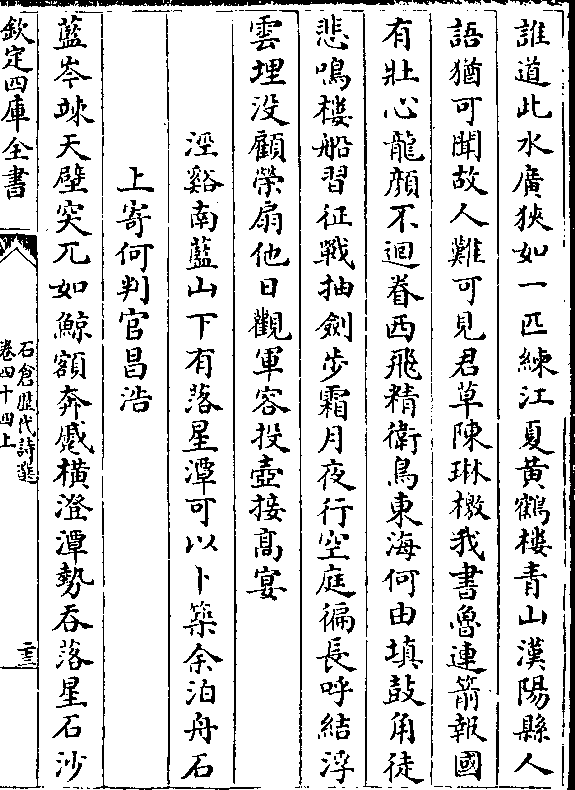 誰道此水廣狹如一匹練江夏黃鶴樓青山漢陽縣人
語猶可聞故人難可見君草陳琳檄我書魯連箭報國
有壯心龍顔不迴眷西飛精衛鳥東海何由填鼓角徒
悲鳴樓船習征戰抽劍步霜月夜行空庭徧長呼結浮
雲埋没顧榮扇他日觀軍容投壺接高宴
涇谿南藍山下有落星潭可以卜築余泊舟石
上寄何判官昌浩
藍岑竦天壁突兀如鯨額奔蹙横澄潭勢吞落星石沙
欽定四庫全書
石倉歷代詩選
卷四十四上
二十三